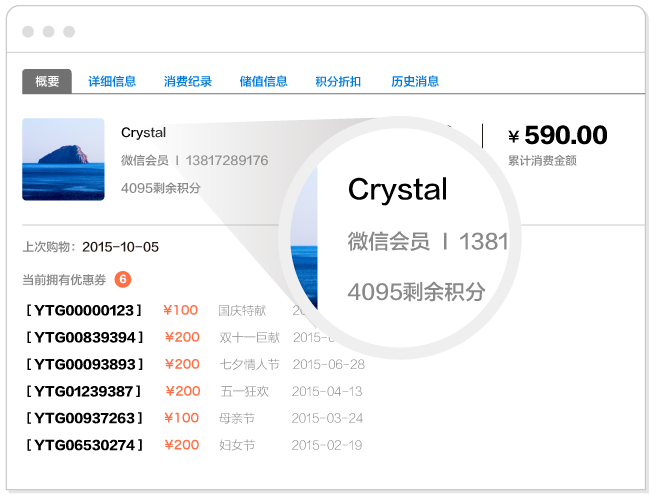 概要 详细信息 消费纪录 储值信息 积分折扣 历史消息
Crystal
微信会员 | 13817289176
4095剩余积分
¥ 590.00
累计消费金额
Crystal
微信会员 | 1381
4095剩余积分
上次购物：2015-10-05
当前拥有优惠券 6
[ YTG00000123 ] ¥100 国庆特献
[ YTG00839394 ] ¥200 双十一巨献
[ YTG00093893 ] ¥200 七夕情人节 2015-06-28
[ YTG01239387 ] ¥200 五一狂欢 2015-04-13
[ YTG00937263 ] ¥100 母亲节 2015-03-24
[ YTG06530274 ] ¥200 妇女节 2015-02-19